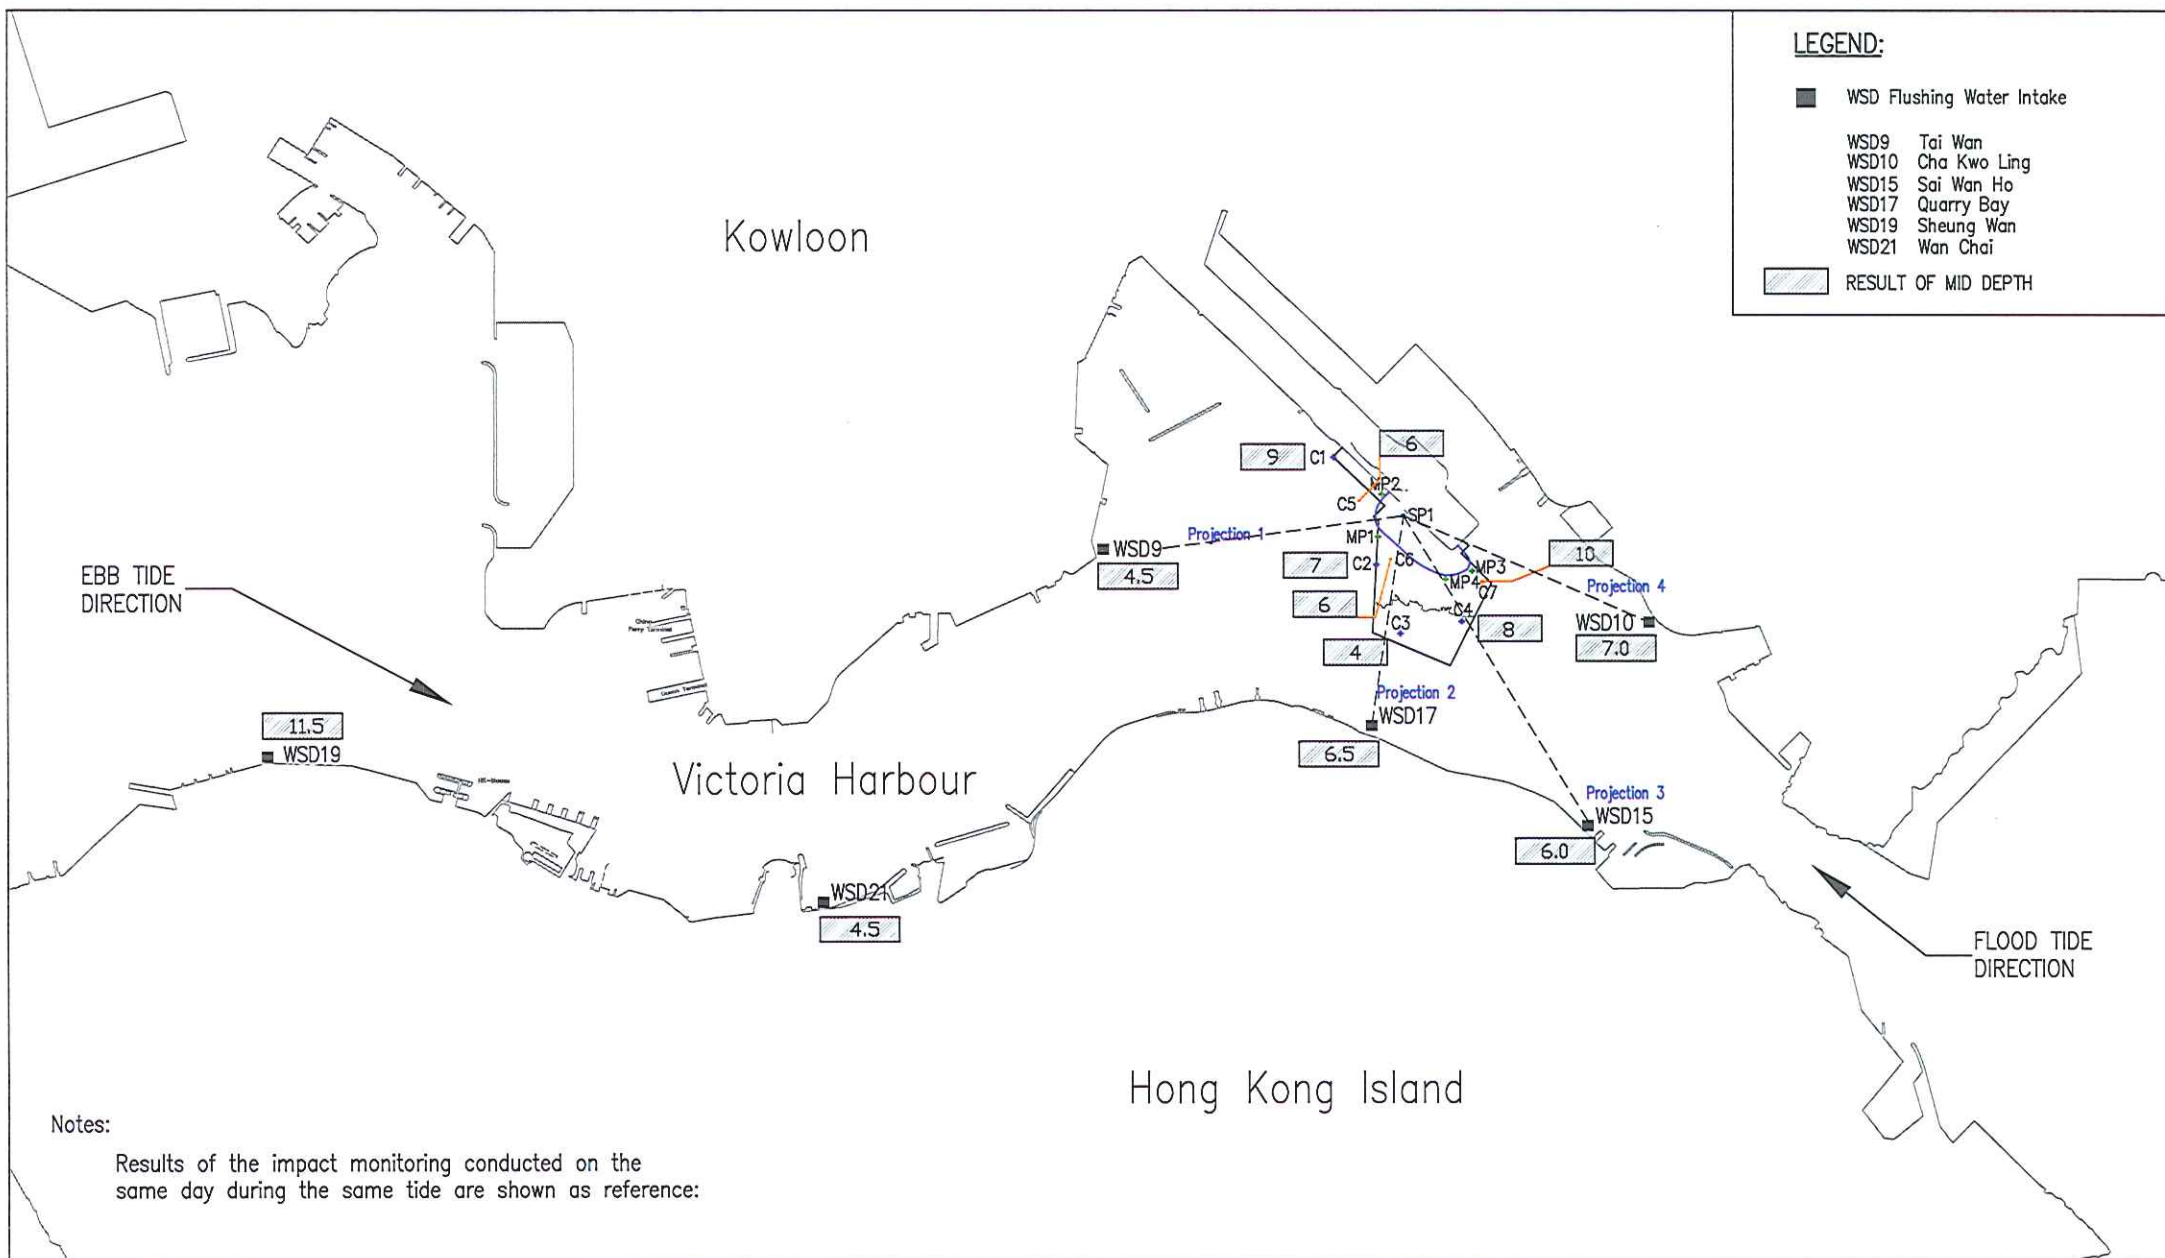 LEGEND:
WSD Flushing Water Intake
WSD9 Tai Wan
WSD10 Cha Kwo Ling
WSD15 Sai Wan Ho
WSD17 Quarry Bay
WSD19 Sheung Wan
WSD21 Wan Chai
RESULT OF MID DEPTH
Kowloon
6
9 C1
MP2
C5
SP1
Projection 1
MP1
WSD9
4.5
7 C2
C6
10
MP3
MP4
C7
Projection 4
6
C4
C3
8
WSD10
7.0
4
EBB TIDE
DIRECTION
China
Ferry Terminal
Ocean Terminal
Projection 2
WSD17
6.5
11.5
WSD19
Victoria Harbour
Projection 3
WSD15
6.0
WSD21
4.5
FLOOD TIDE
DIRECTION
Hong Kong Island
Notes:
Results of the impact monitoring conducted on the
same day during the same tide are shown as reference: